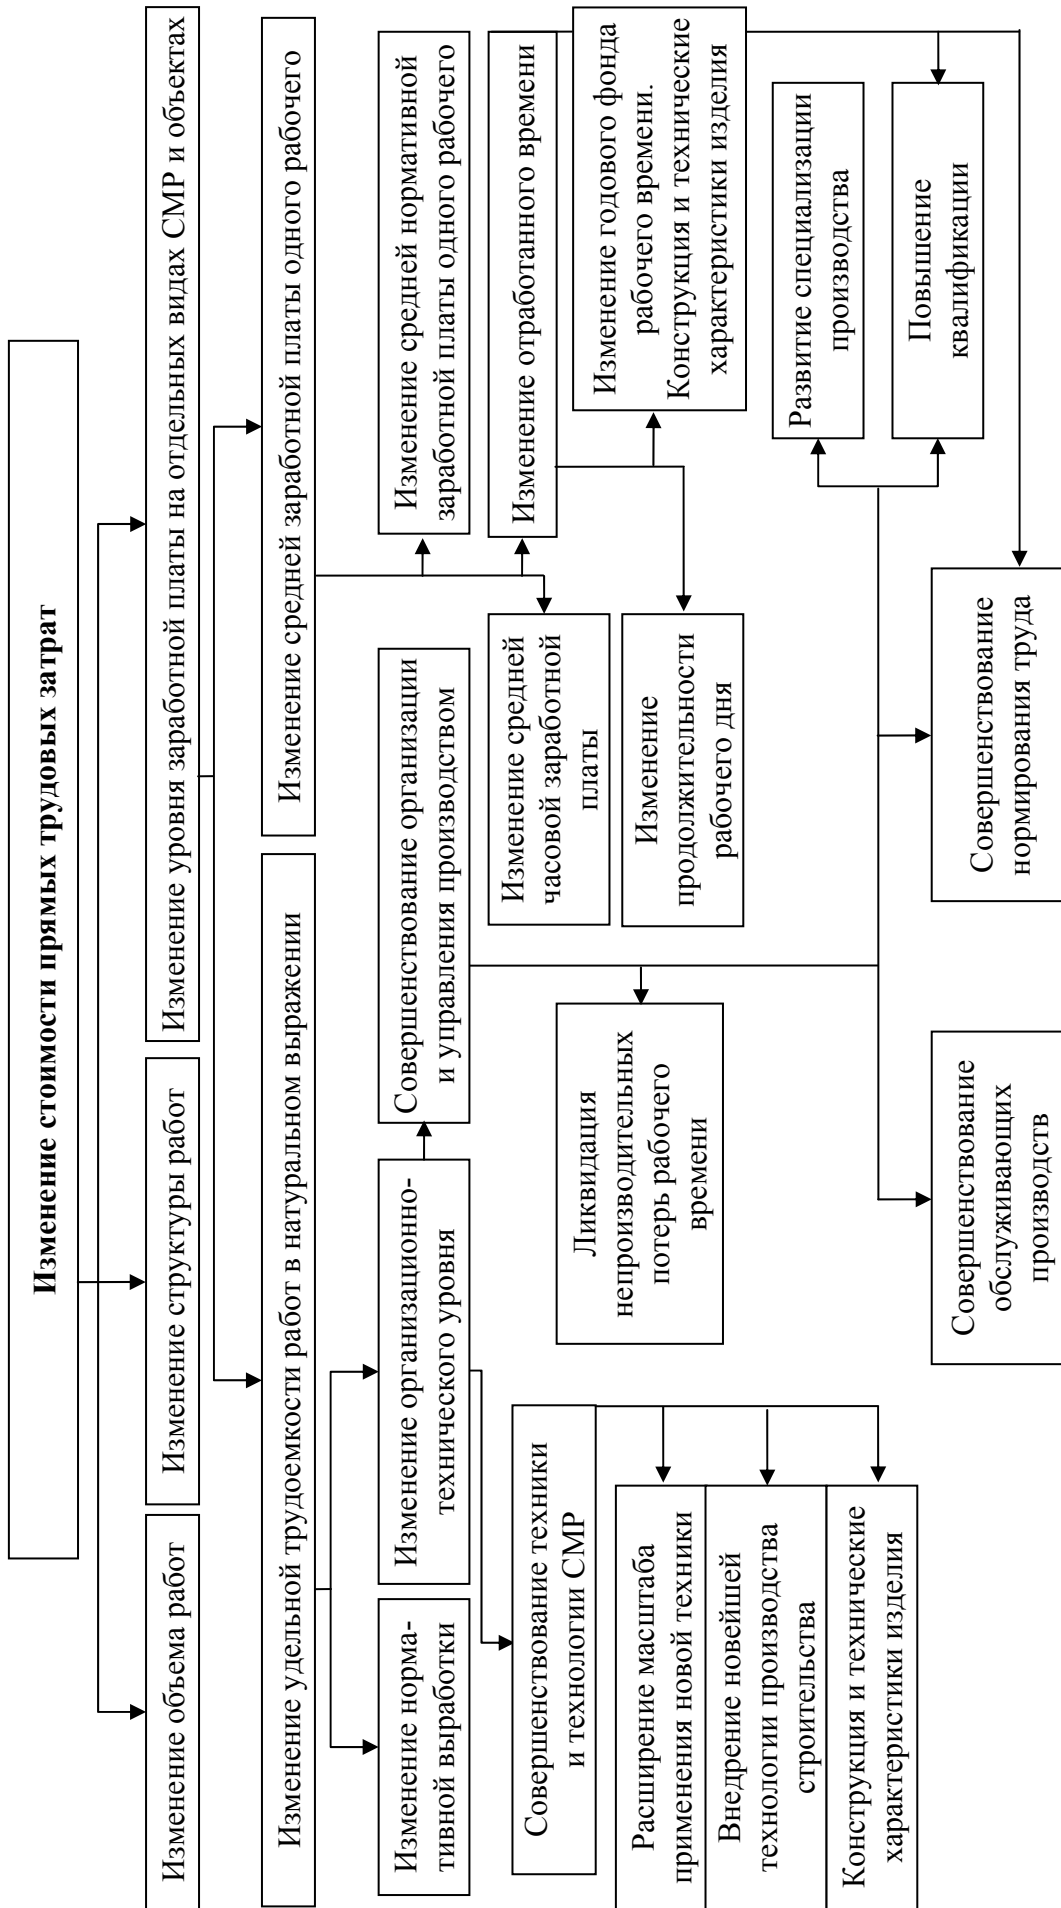 Изменение стоимости прямых трудовых затрат
Изменение объема работ
Изменение структуры работ
Изменение уровня заработной платы на отдельных видах СМР и объектах
Изменение удельной трудоемкости работ в натуральном выражении
Изменение средней заработной платы одного рабочего
Изменение норма-
тивной выработки
Изменение организационно-
технического уровня
Совершенствование организации
и управления производством
Изменение средней нормативной
заработной платы одного рабочего
Изменение отработанного времени
Изменение средней
часовой заработной
платы
Изменение годового фонда
рабочего времени.
Конструкция и технические
характеристики изделия
Изменение
продолжительности
рабочего дня
Совершенствование техники
и технологии СМР
Ликвидация
непроизводительных
потерь рабочего
времени
Расширение масштаба
применения новой техники
Внедрение новейшей
технологии производства
строительства
Конструкция и технические
характеристики изделия
Развитие специализации
производства
Повышение
квалификации
Совершенствование
обслуживающих
производств
Совершенствование
нормирования труда